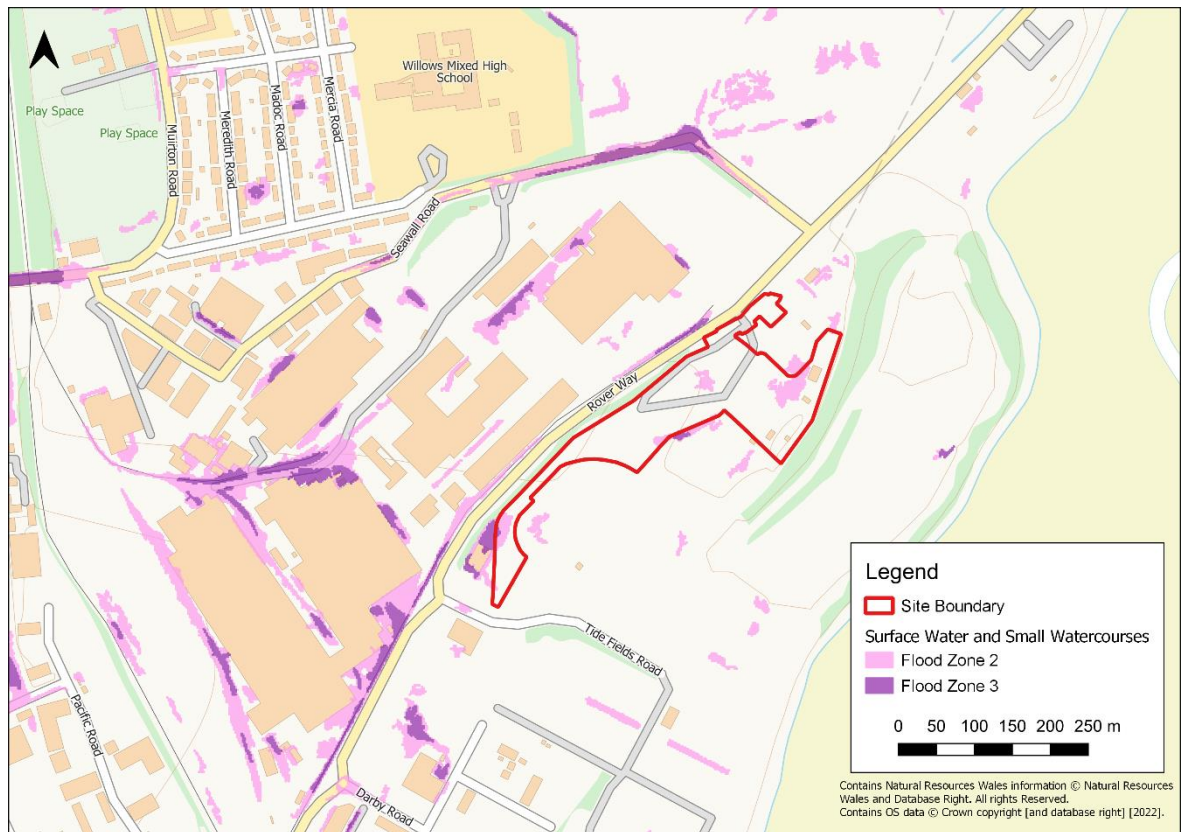 Willows Mixed High
School
Play Space
Play Space
Muirton Road
Meredith Road
Madoc Road
Mercia Road
Seawall Road
Rover Way
Tide Fields Road
Pacific Road
Darby Road
Legend
Site Boundary
Surface Water and Small Watercourses
Flood Zone 2
Flood Zone 3
0 50 100 150 200 250 m
Contains Natural Resources Wales information © Natural Resources
Wales and Database Right. All rights Reserved.
Contains OS data © Crown copyright [and database right] [2022].